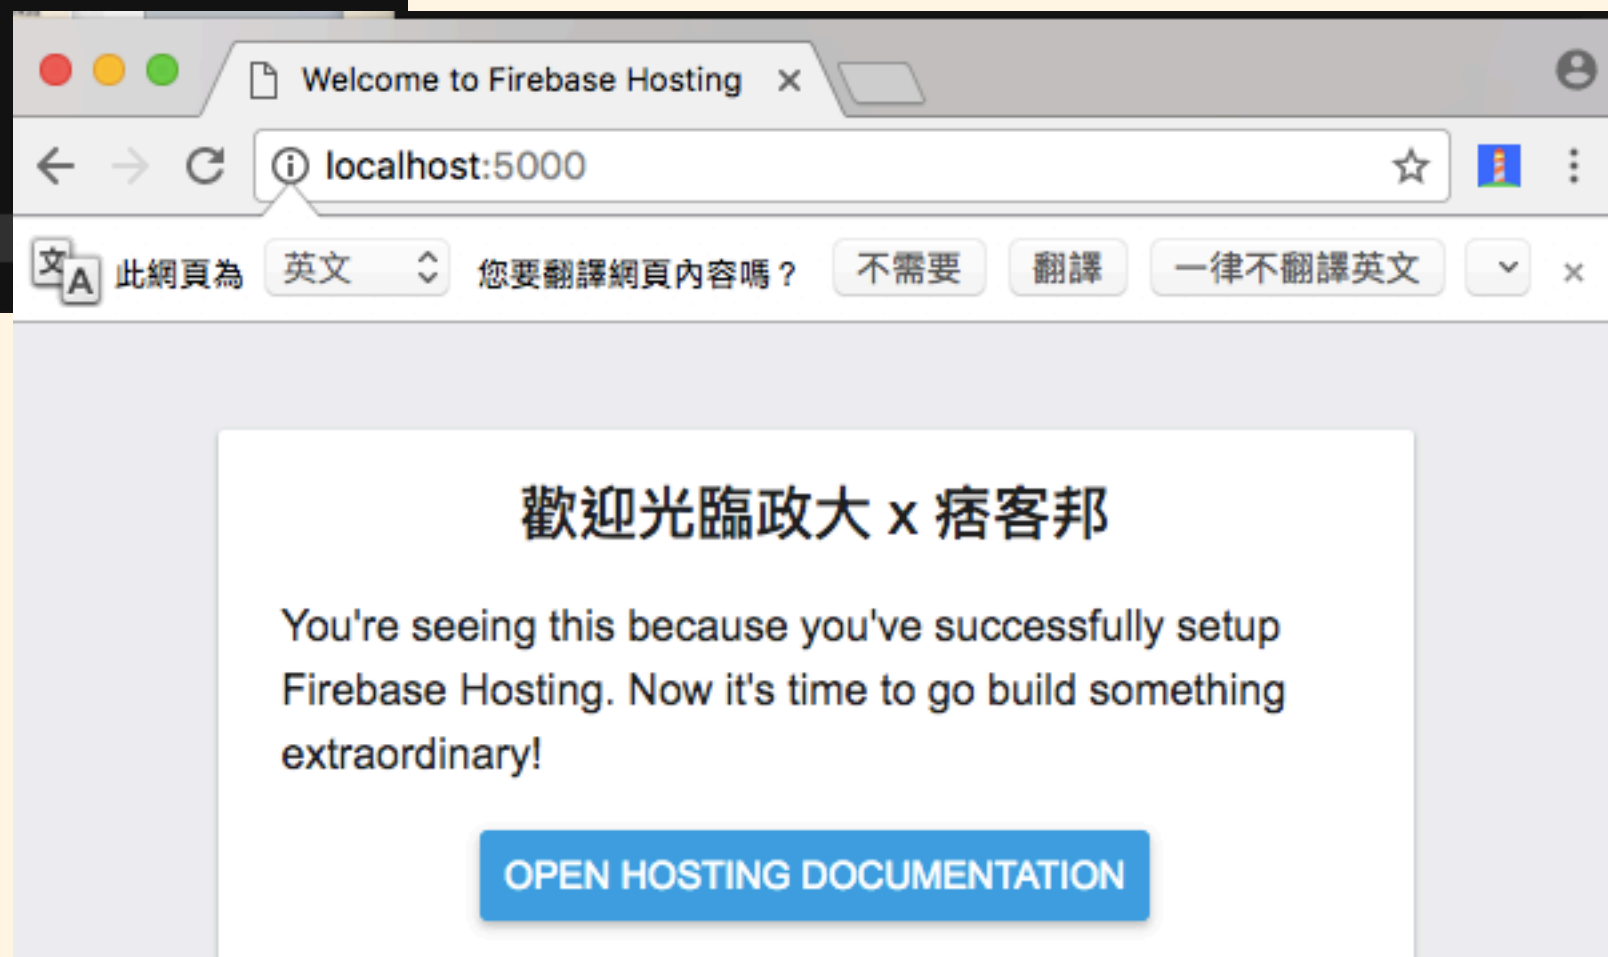 Welcome to Firebase Hosting
localhost:5000
此網頁為 英文 您要翻譯網頁內容嗎？ 不需要 翻譯 一律不翻譯英文
歡迎光臨政大 x 痞客邦
You're seeing this because you've successfully setup
Firebase Hosting. Now it's time to go build something
extraordinary!
OPEN HOSTING DOCUMENTATION